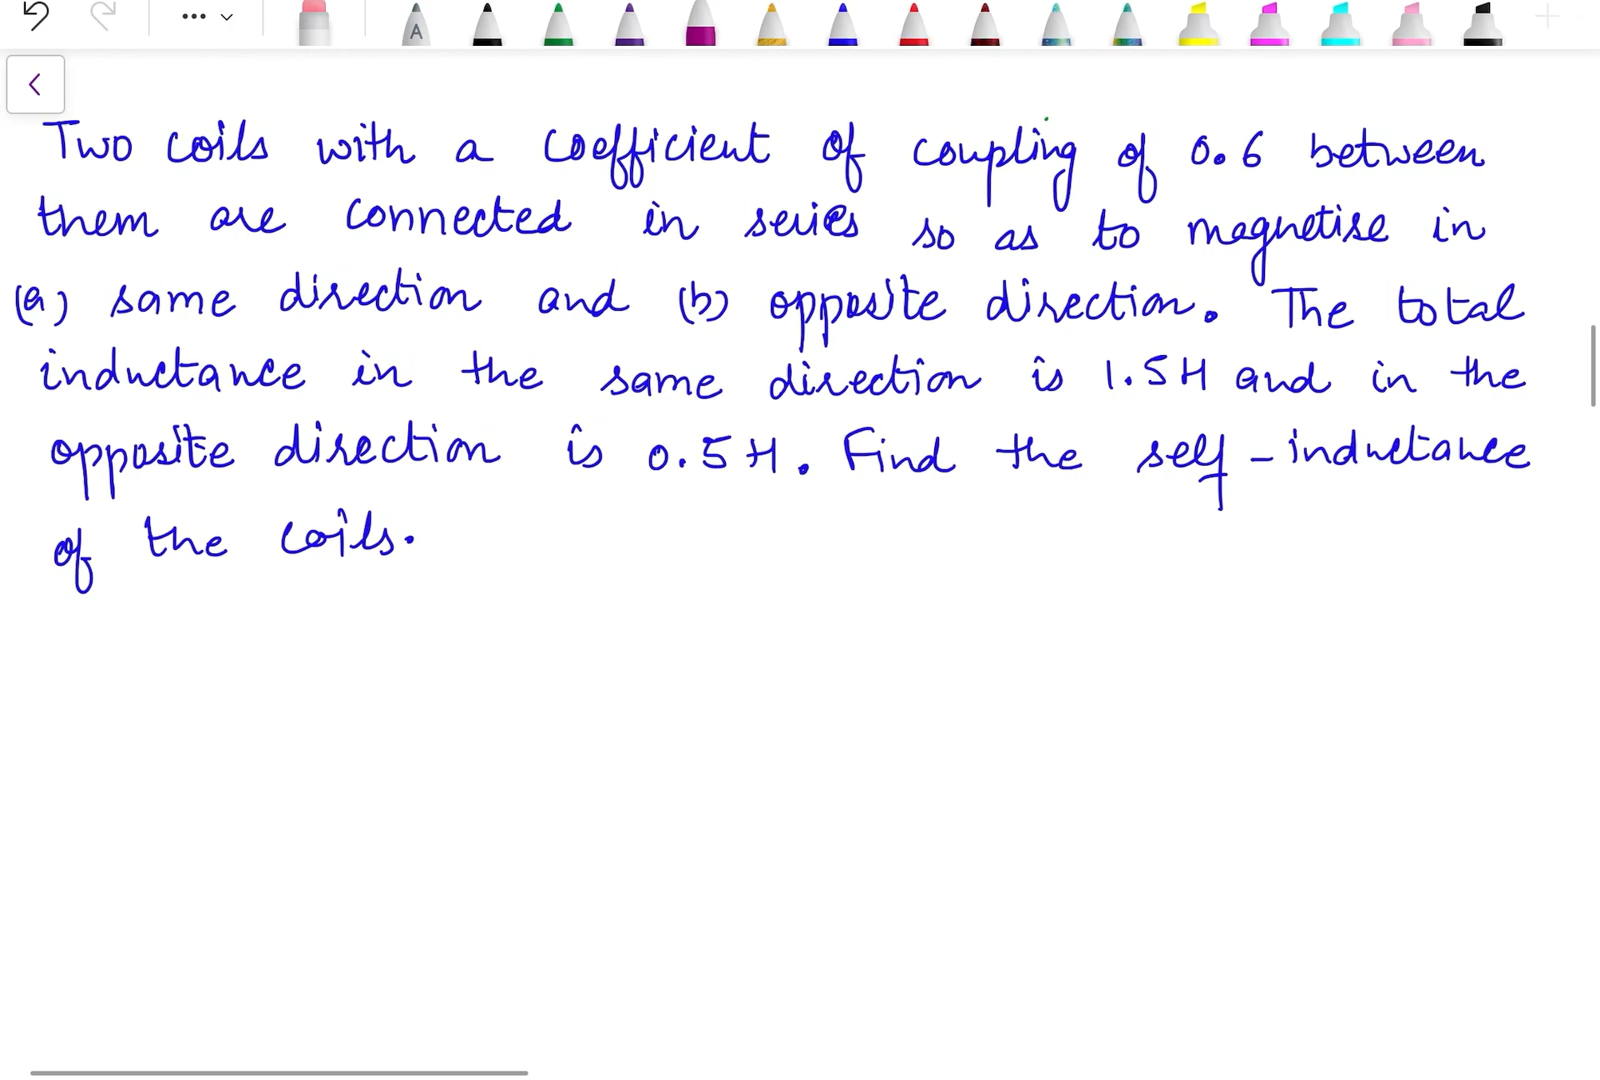 A
Two coils with a coefficient of coupling of 0.6 between
them are connected in series so as to magnetise in
(a) same direction and (b) opposite direction. The total
inductance in the same direction is 1.5H and in the
opposite direction is 0.5H. Find the self-inductance
of the coils.